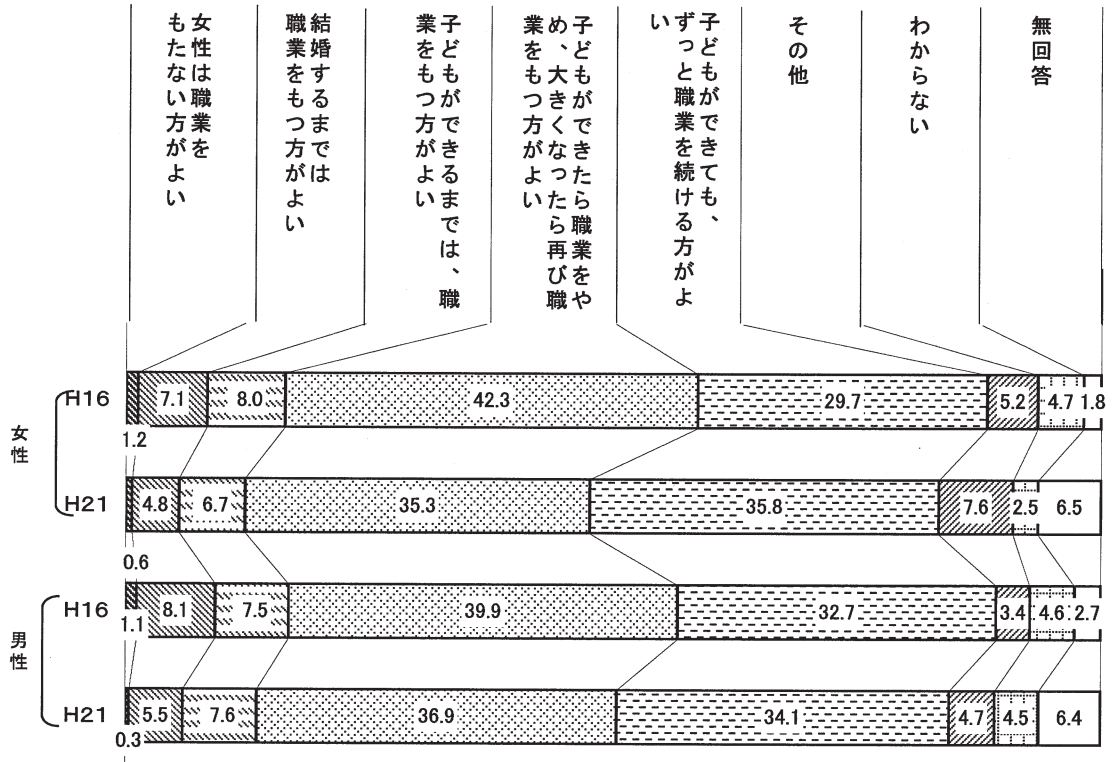 女性は職業を
もたない方がよい
結婚するまでは
職業をもつ方がよい
子どもができるまでは、職
業をもつ方がよい
子どもができたら職業をや
め、大きくなったら再び職
業をもつ方がよい
子どもができても、
ずっと職業を続ける方がよ
い
その他
わからない
無回答
女性
H16
1.2
7.1
8.0
42.3
29.7
5.2
4.7
1.8
H21
0.6
4.8
6.7
35.3
35.8
7.6
2.5
6.5
男性
H16
1.1
8.1
7.5
39.9
32.7
3.4
4.6
2.7
H21
0.3
5.5
7.6
36.9
34.1
4.7
4.5
6.4